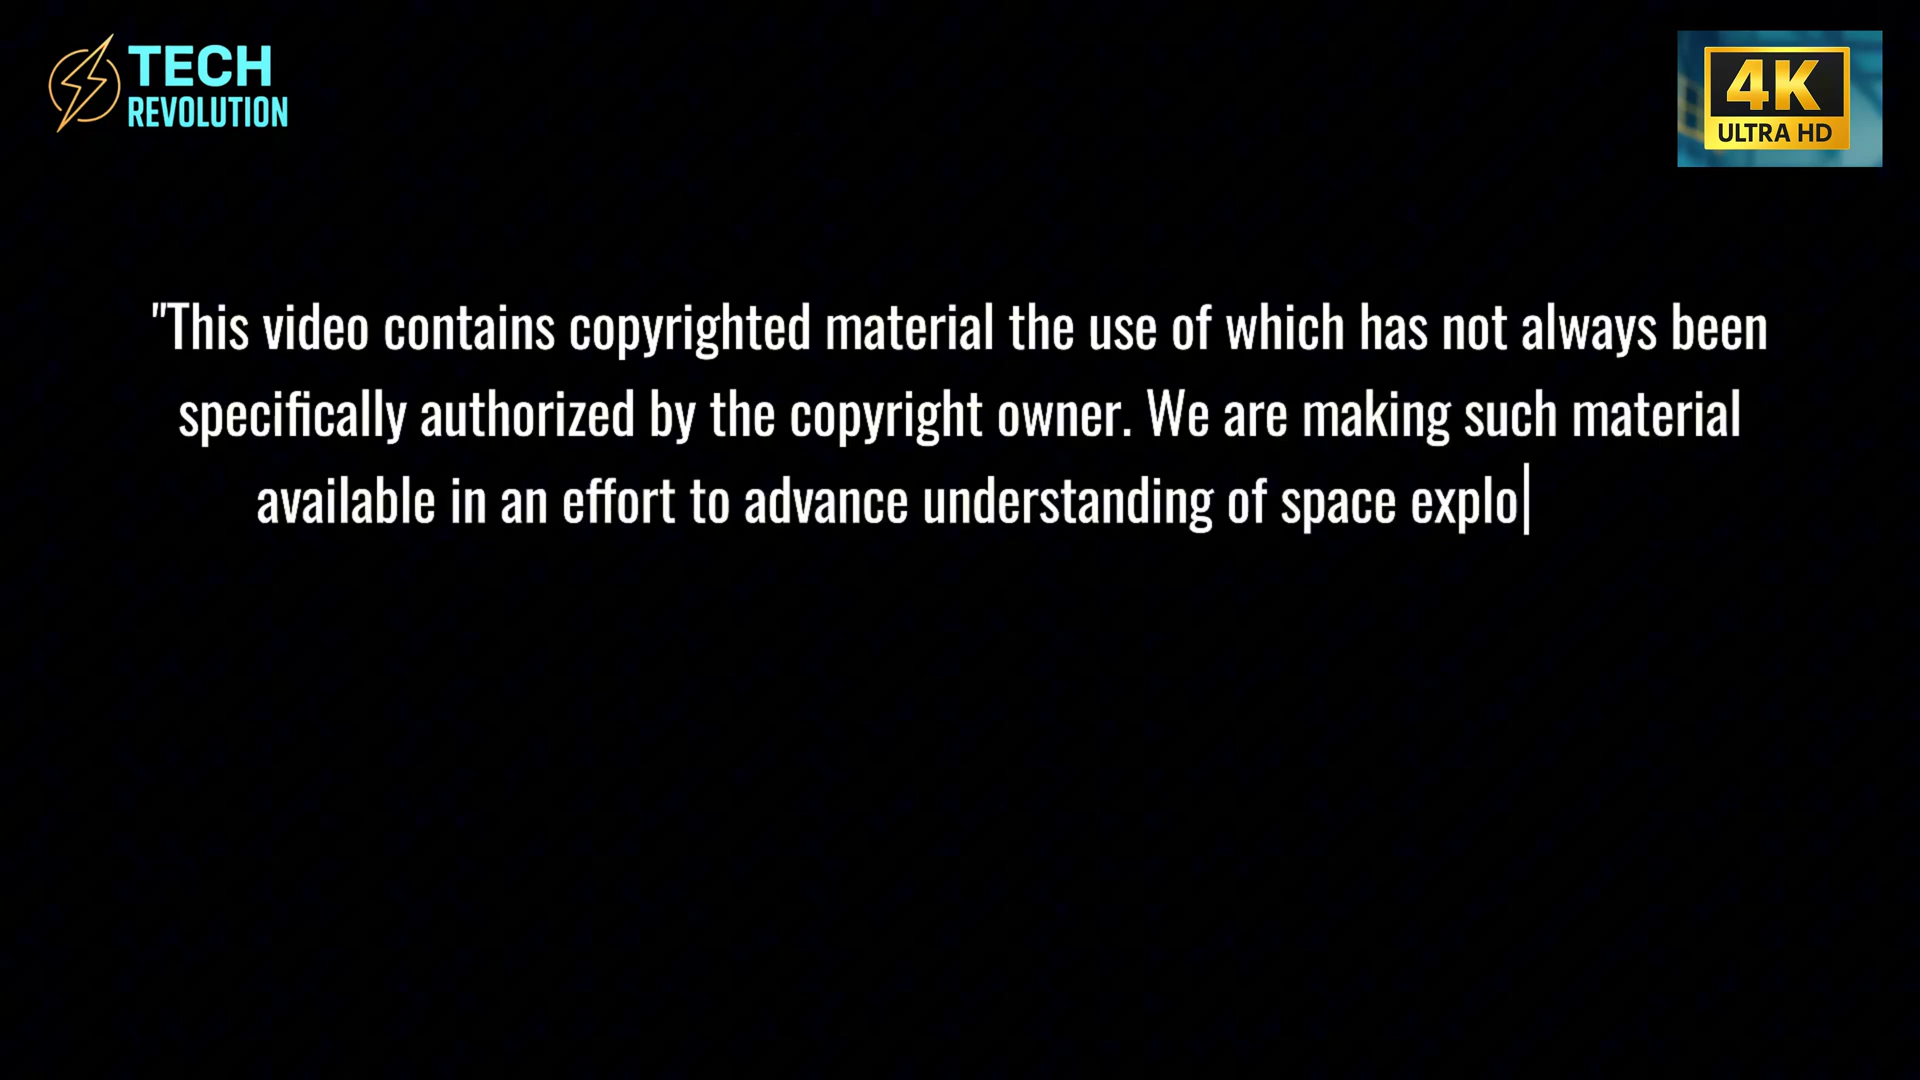 TECH
REVOLUTION
4K
ULTRA HD
"This video contains copyrighted material the use of which has not always been
specifically authorized by the copyright owner. We are making such material
available in an effort to advance understanding of space explo